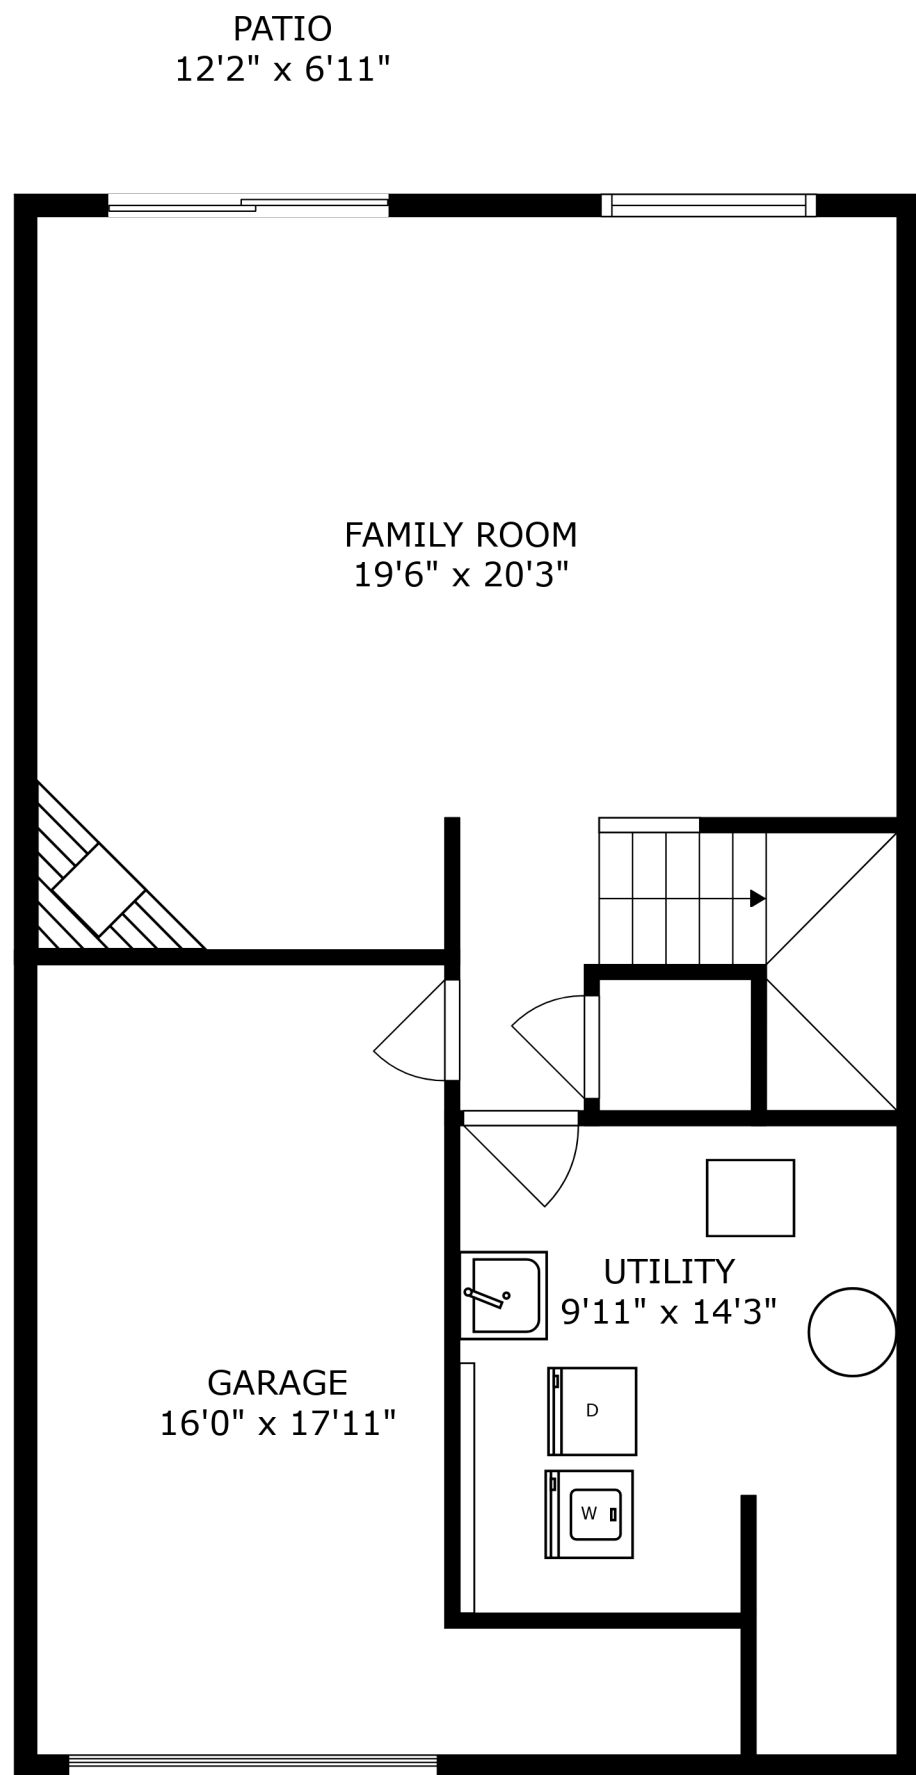 PATIO
12'2" x 6'11"
FAMILY ROOM
19'6" x 20'3"
UTILITY
9'11" x 14'3"
GARAGE
16'0" x 17'11"
D
W